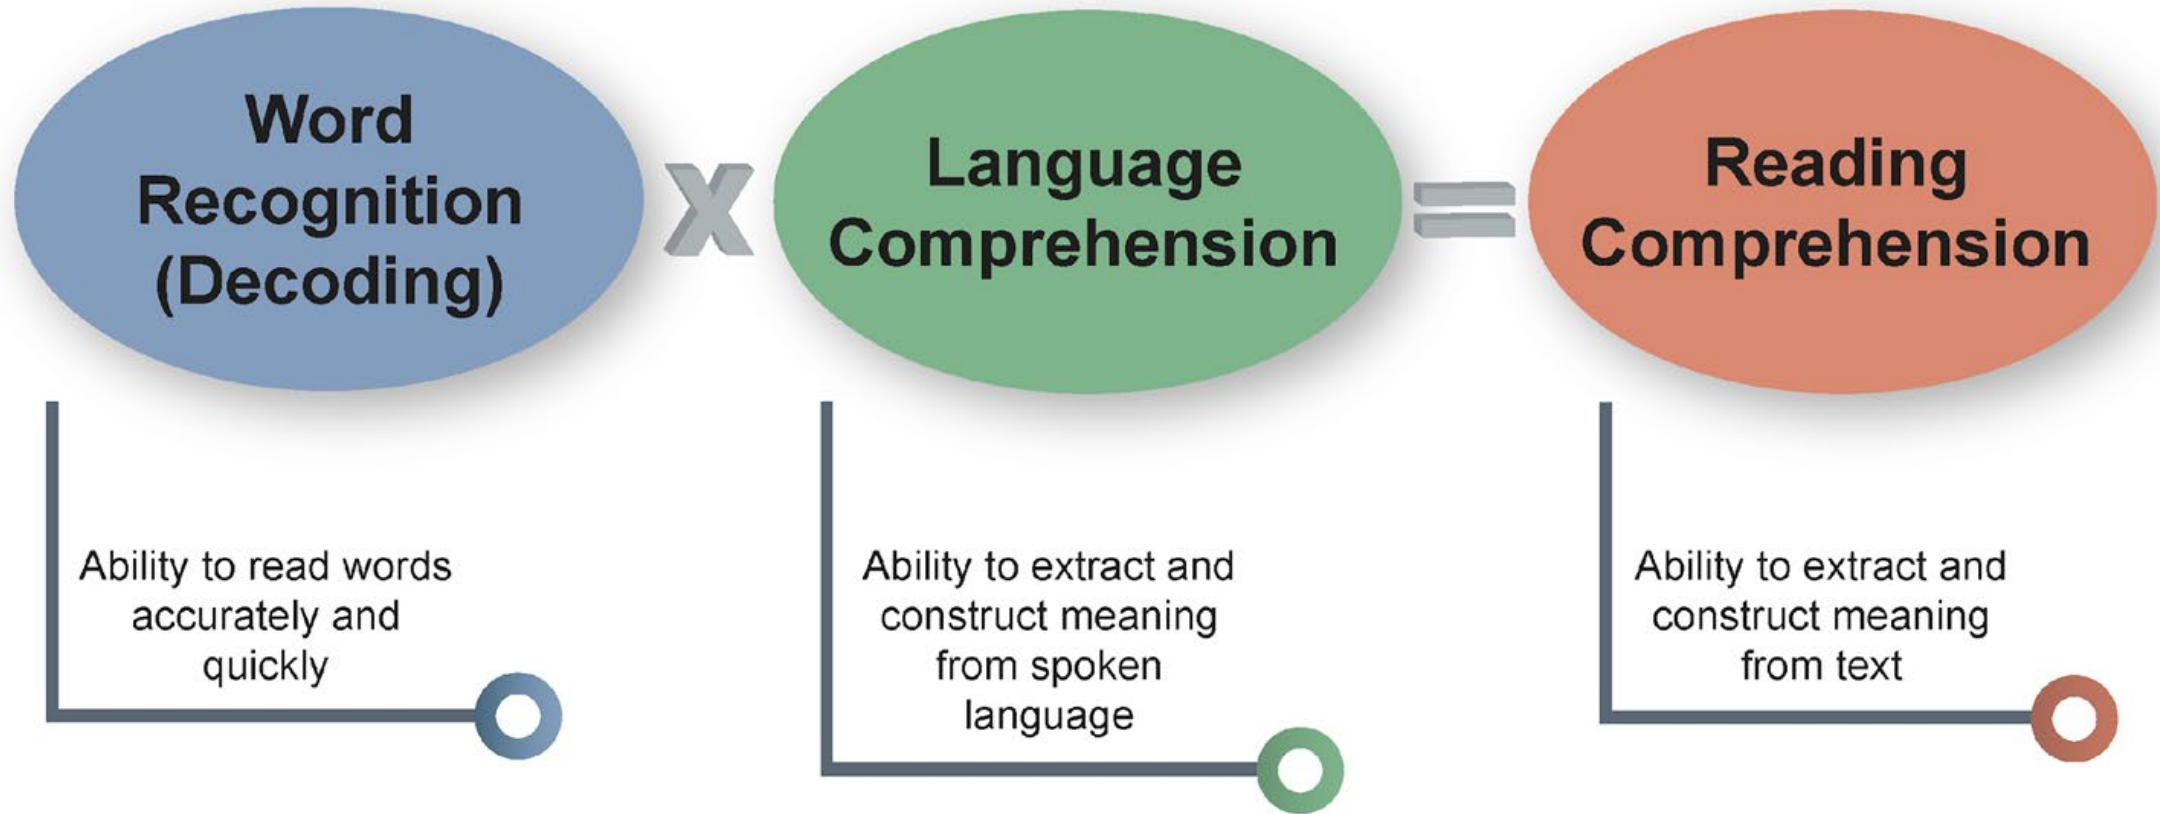 Word
Recognition
(Decoding)
x
Language
Comprehension
=
Reading
Comprehension
Ability to read words
accurately and
quickly
Ability to extract and
construct meaning
from spoken
language
Ability to extract and
construct meaning
from text